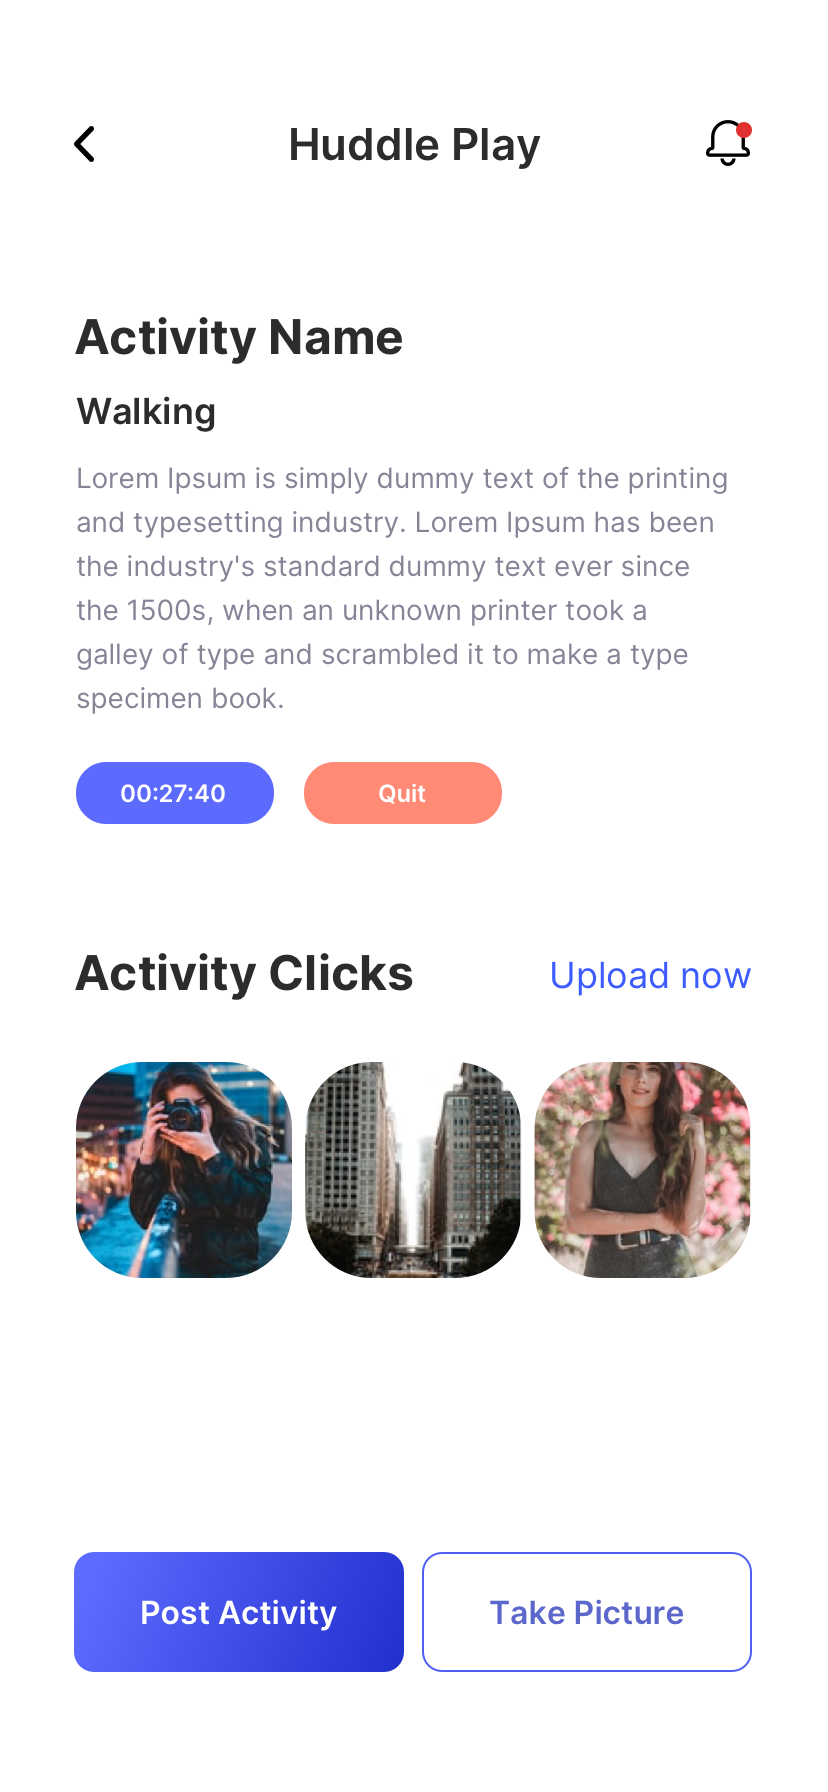 Huddle Play
Activity Name
Walking
Lorem Ipsum is simply dummy text of the printing
and typesetting industry. Lorem Ipsum has been
the industry's standard dummy text ever since
the 1500s, when an unknown printer took a
galley of type and scrambled it to make a type
specimen book.
00:27:40 Quit
Activity Clicks Upload now
Post Activity Take Picture